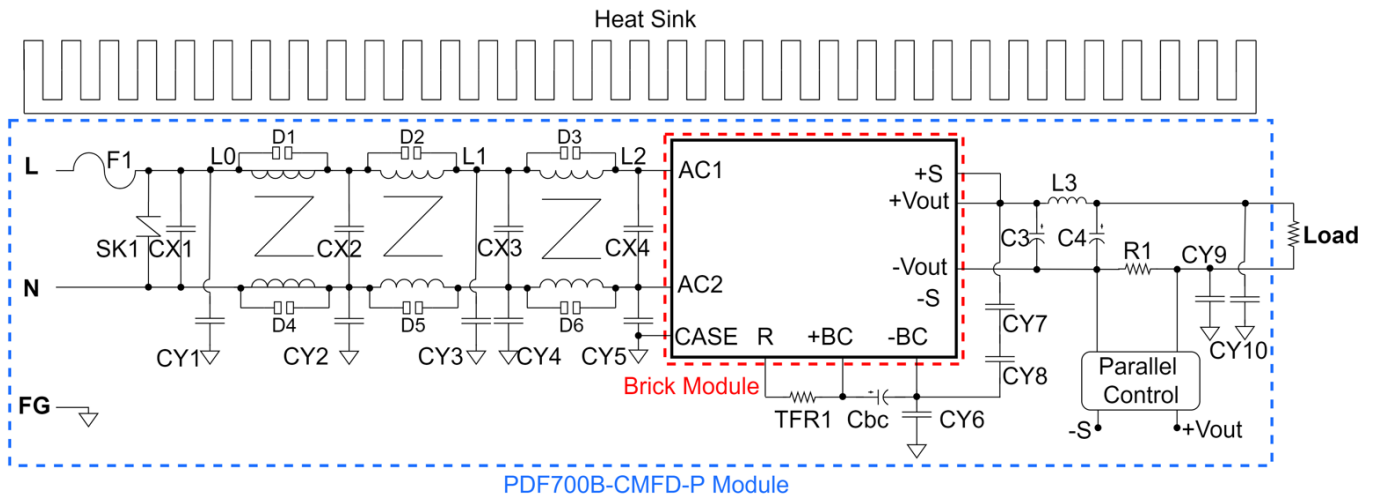 Heat Sink
D1 D2 D3
L F1 L0 L1 L2 AC1
+S
+Vout
L3
SK1 CX1 CX2 CX3 CX4
C3 C4
Load
-Vout
R1 CY9
N AC2
-S
D4 D5 D6
CY7
CASE R +BC -BC
CY1 CY2 CY3 CY4 CY5
CY10
Brick Module
CY8
Parallel
Control
FG
TFR1 Cbc CY6
-S +Vout
PDF700B-CMFD-P Module